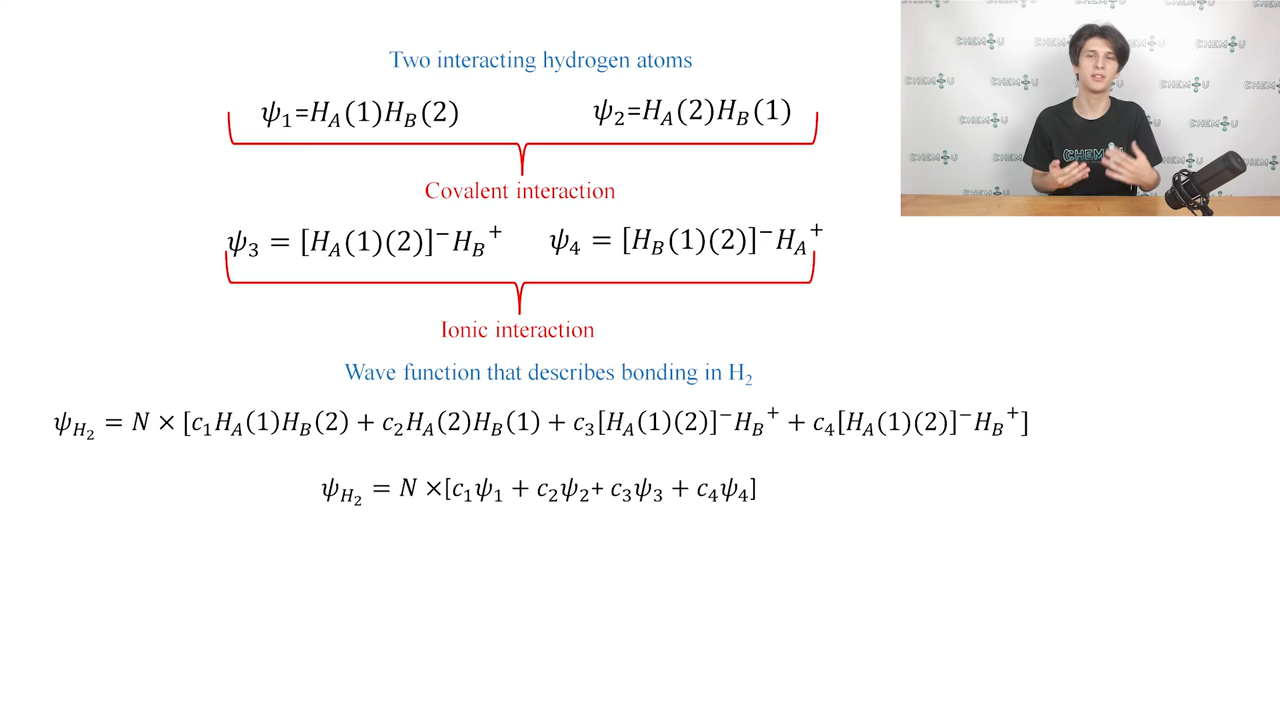 Two interacting hydrogen atoms
ψ₁=H_A(1)H_B(2) ψ₂=H_A(2)H_B(1)
Covalent interaction
ψ₃ = [H_A(1)(2)]⁻H_B⁺ ψ₄ = [H_B(1)(2)]⁻H_A⁺
Ionic interaction
Wave function that describes bonding in H₂
ψ_H₂ = N × [c₁H_A(1)H_B(2) + c₂H_A(2)H_B(1) + c₃[H_A(1)(2)]⁻H_B⁺ + c₄[H_A(1)(2)]⁻H_B⁺]
ψ_H₂ = N ×[c₁ψ₁ + c₂ψ₂+ c₃ψ₃ + c₄ψ₄]
CHEM U